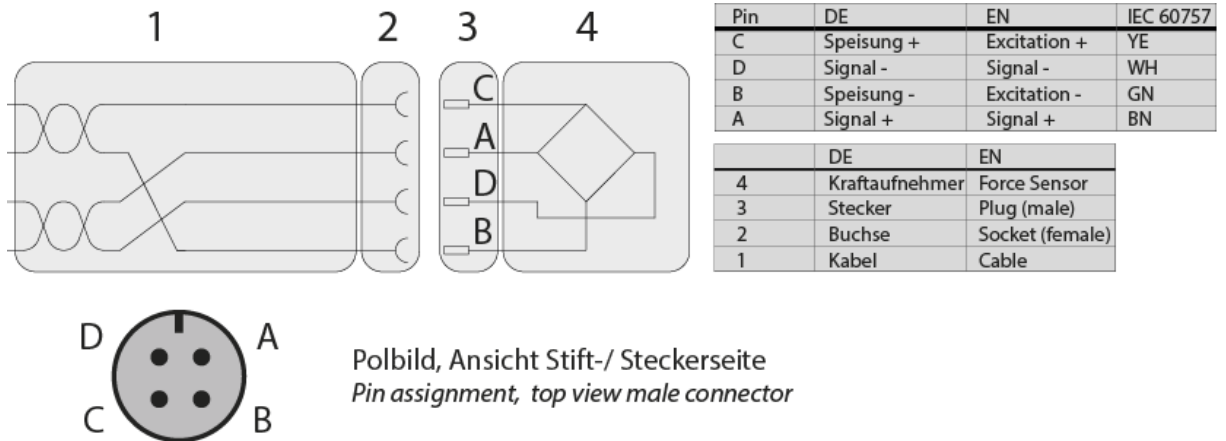 1 2 3 4
C
A
D
B
Pin DE EN IEC 60757
C Speisung + Excitation + YE
D Signal - Signal - WH
B Speisung - Excitation - GN
A Signal + Signal + BN
DE EN
4 Kraftaufnehmer Force Sensor
3 Stecker Plug (male)
2 Buchse Socket (female)
1 Kabel Cable
D A
C B
Polbild, Ansicht Stift-/ Steckerseite
Pin assignment, top view male connector